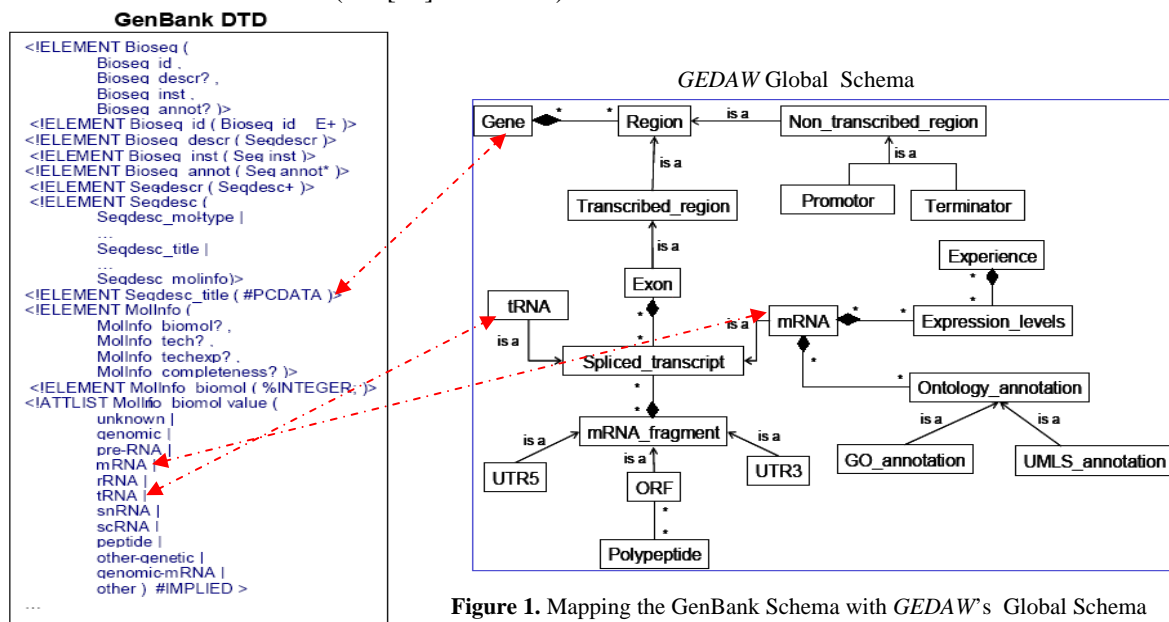 GenBank DTD
<!ELEMENT Bioseq (
Bioseq_id ,
Bioseq_descr? ,
Bioseq_inst ,
Bioseq_annot? )>
<!ELEMENT Bioseq_id ( Bioseq_id__E+ )>
<!ELEMENT Bioseq_descr ( Seqdescr )>
<!ELEMENT Bioseq_inst ( Seq inst )>
<!ELEMENT Bioseq_annot ( Seq annot* )>
<!ELEMENT Seqdescr ( Seqdesc+ )>
<!ELEMENT Seqdesc (
Seqdesc_mol-type |
...
Seqdesc_title |
...
Seqdesc_molinfo)>
<!ELEMENT Seqdesc_title ( #PCDATA )>
<!ELEMENT MolInfo (
MolInfo_biomol? ,
MolInfo_tech? ,
MolInfo_techexp? ,
MolInfo_completeness? )>
<!ELEMENT MolInfo_biomol ( %INTEGER; )>
<!ATTLIST MolInfo_biomol value (
unknown |
genomic |
pre-RNA |
mRNA |
rRNA |
tRNA |
snRNA |
scRNA |
peptide |
other-genetic |
genomic-mRNA |
other ) #IMPLIED >
...
GEDAW Global Schema
Gene
*
*
Region
is a
Non_transcribed_region
is a
is a
Promotor
Terminator
Transcribed_region
is a
Experience
*
*
Exon
*
*
tRNA
is a
is a
mRNA
*
*
Expression_levels
Spliced_transcript
*
*
Ontology_annotation
*
*
mRNA_fragment
is a
is a
is a
is a
is a
UTR5
ORF
UTR3
GO_annotation
UMLS_annotation
*
*
Polypeptide
Figure 1. Mapping the GenBank Schema with GEDAW's Global Schema